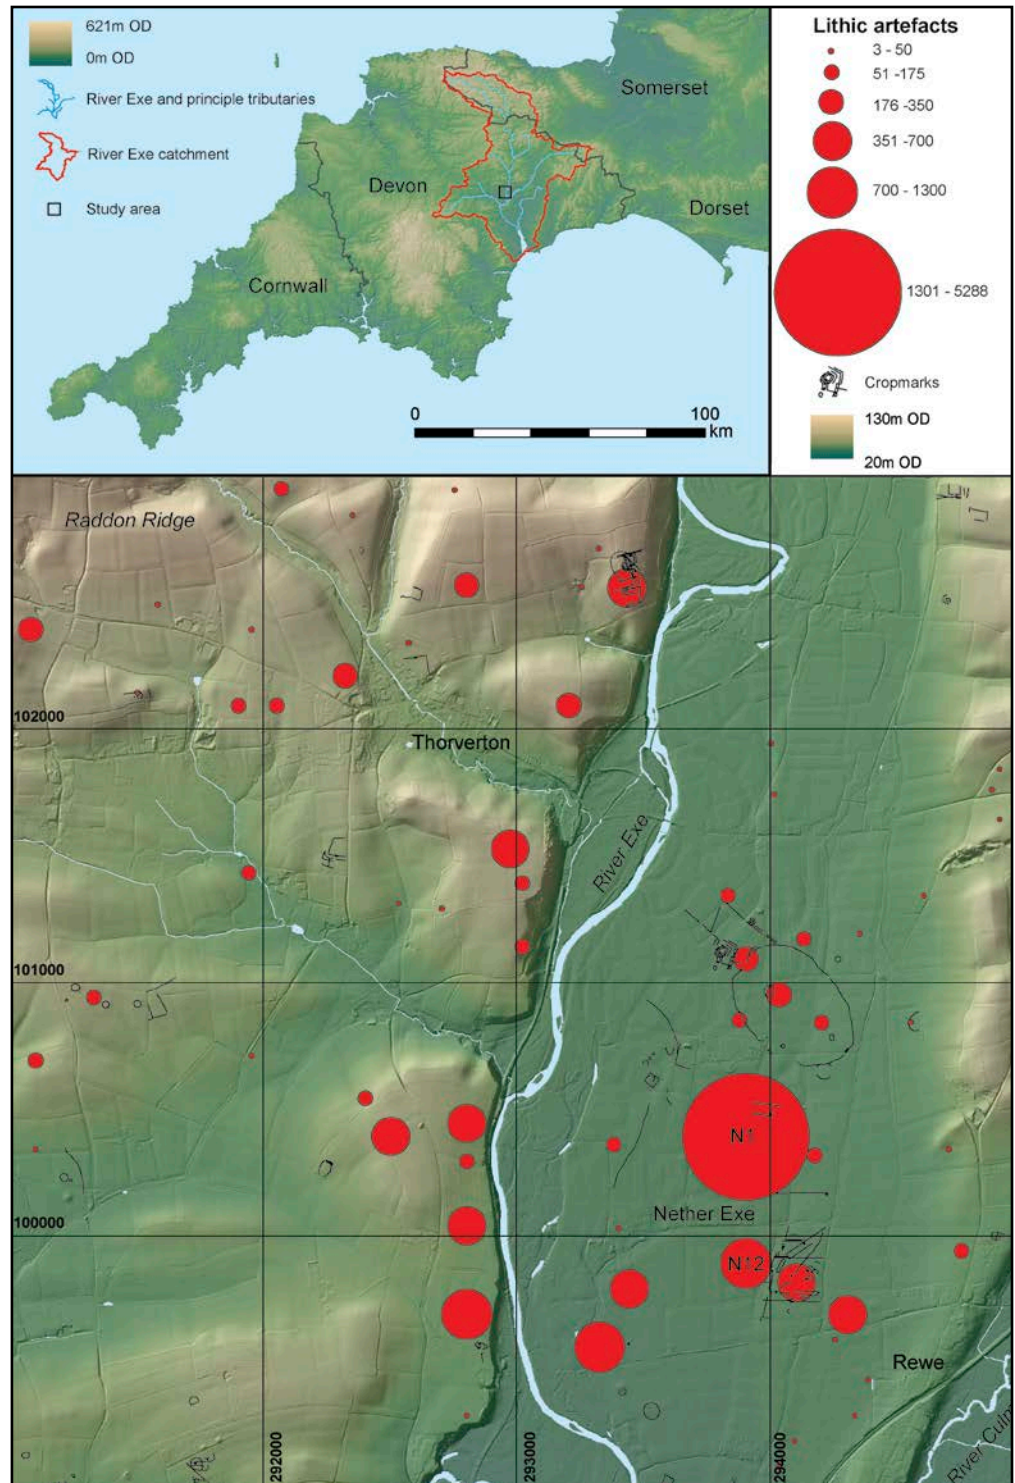 621m OD
0m OD
River Exe and principle tributaries
River Exe catchment
Study area
Somerset
Devon
Dorset
Cornwall
0 100
km
Lithic artefacts
3 - 50
51 -175
176 -350
351 -700
700 - 1300
1301 - 5288
Cropmarks
130m OD
20m OD
Raddon Ridge
102000
Thorverton
River Exe
101000
N1
Nether Exe
100000
N12
Rewe
292000
293000
294000
River Culm